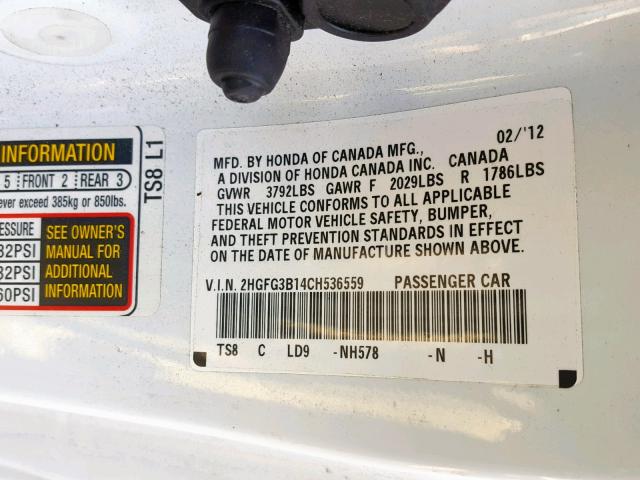 INFORMATION
5 FRONT 2 REAR 3
ever exceed 385kg or 850lbs.
ESSURE
32PSI
32PSI
60PSI
SEE OWNER'S
MANUAL FOR
ADDITIONAL
INFORMATION
TS8 L1
02/'12
MFD. BY HONDA OF CANADA MFG.,
A DIVISION OF HONDA CANADA INC. CANADA
GVWR 3792LBS GAWR F 2029LBS R 1786LBS
THIS VEHICLE CONFORMS TO ALL APPLICABLE
FEDERAL MOTOR VEHICLE SAFETY, BUMPER,
AND THEFT PREVENTION STANDARDS IN EFFECT
ON THE DATE OF MANUFACTURE SHOWN ABOVE.
V.I.N. 2HGFG3B14CH536559 PASSENGER CAR
TS8 C LD9 -NH578 -N -H